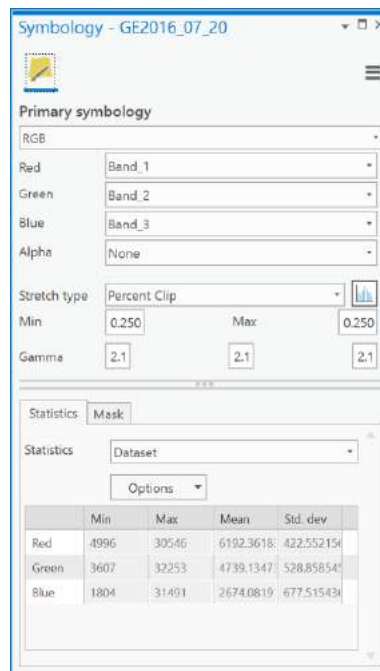 Symbology - GE2016_07_20
Primary symbology
RGB
Red Band_1
Green Band_2
Blue Band_3
Alpha None
Stretch type Percent Clip
Min 0.250 Max 0.250
Gamma 2.1 2.1 2.1
Statistics Mask
Statistics Dataset
Options
Min Max Mean Std. dev
Red 4996 30546 6192.3618 422.55215
Green 3607 32253 4739.1347 528.85854
Blue 1804 31491 2674.0819 677.51543